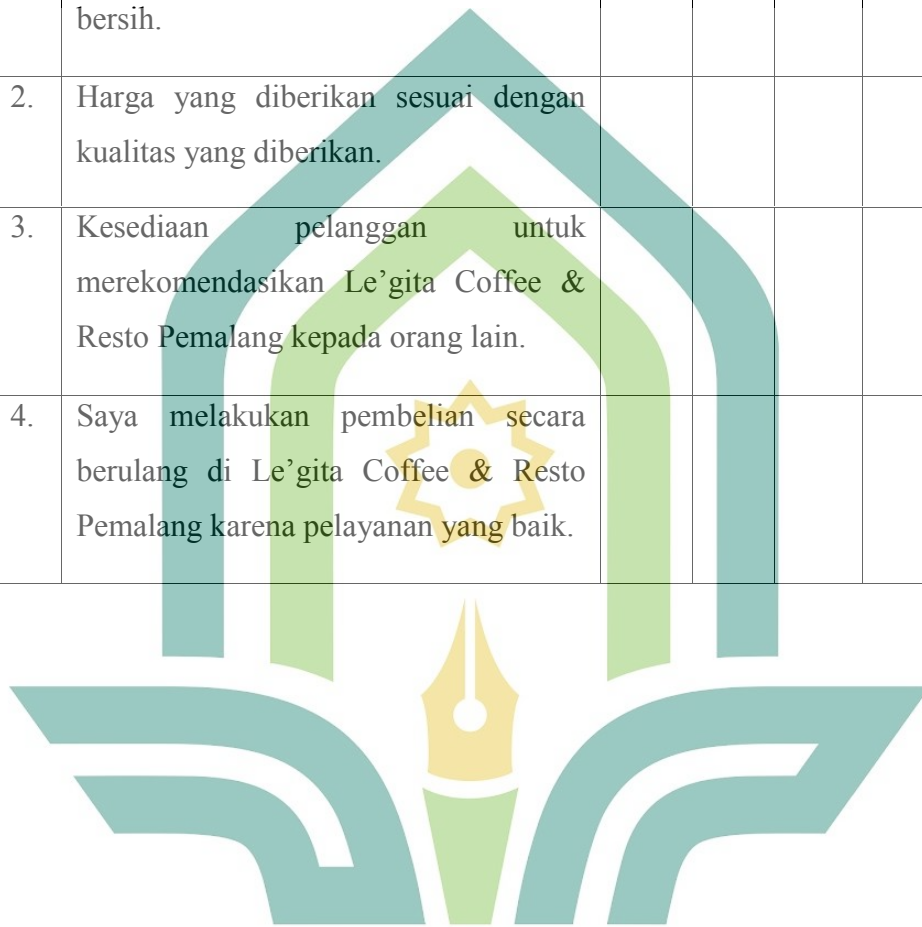 bersih.
2. Harga yang diberikan sesuai dengan
kualitas yang diberikan.
3. Kesediaan pelanggan untuk
merekomendasikan Le’gita Coffee &
Resto Pemalang kepada orang lain.
4. Saya melakukan pembelian secara
berulang di Le’gita Coffee & Resto
Pemalang karena pelayanan yang baik.